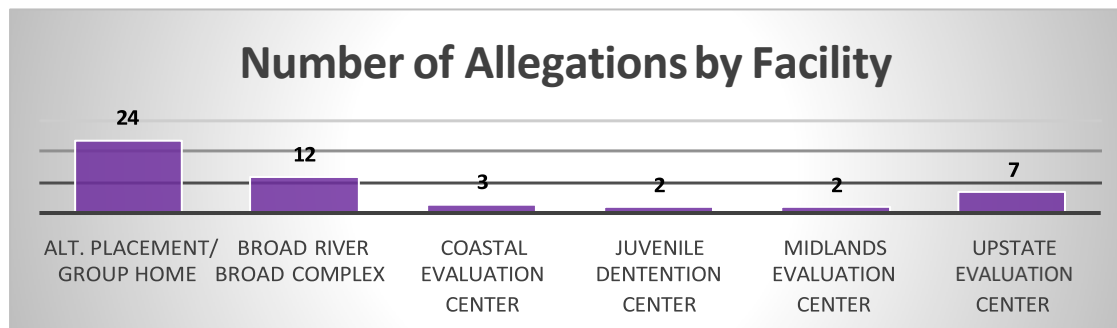 Number of Allegations by Facility
24
12
3
2
2
7
ALT. PLACEMENT/
GROUP HOME
BROAD RIVER
BROAD COMPLEX
COASTAL
EVALUATION
CENTER
JUVENILE
DENTENTION
CENTER
MIDLANDS
EVALUATION
CENTER
UPSTATE
EVALUATION
CENTER